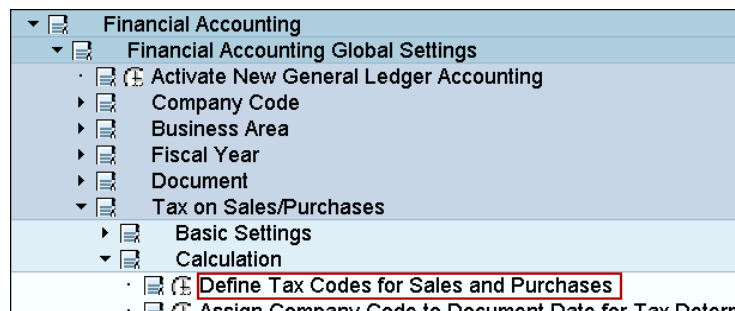 Financial Accounting
Financial Accounting Global Settings
Activate New General Ledger Accounting
Company Code
Business Area
Fiscal Year
Document
Tax on Sales/Purchases
Basic Settings
Calculation
Define Tax Codes for Sales and Purchases
Assign Company Code to Document Date for Tax Deter